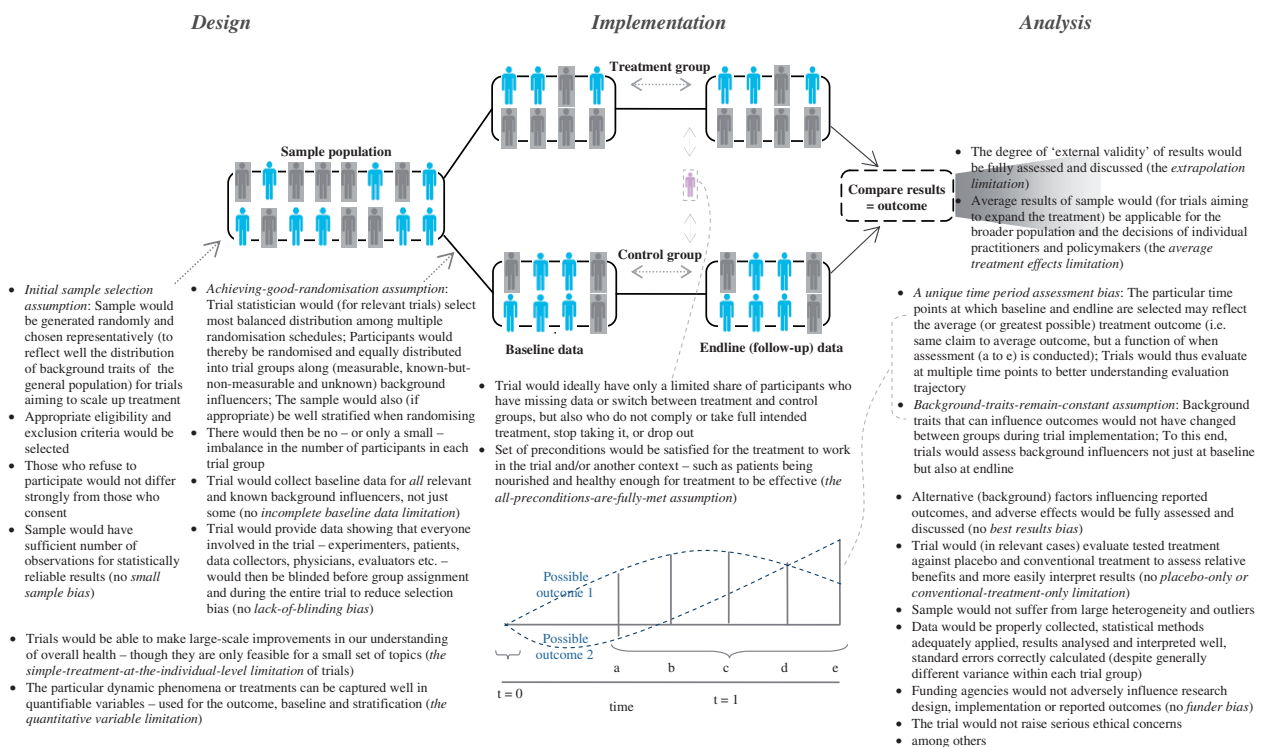 Design
Implementation
Analysis
Treatment group
Sample population
Compare results
= outcome
Control group
Baseline data
Endline (follow-up) data
• Initial sample selection
assumption: Sample would
be generated randomly and
chosen representatively (to
reflect well the distribution
of background traits of the
general population) for trials
aiming to scale up treatment
• Appropriate eligibility and
exclusion criteria would be
selected
• Those who refuse to
participate would not differ
strongly from those who
consent
• Sample would have
sufficient number of
observations for statistically
reliable results (no small
sample bias)
• Achieving-good-randomisation assumption:
Trial statistician would (for relevant trials) select
most balanced distribution among multiple
randomisation schedules; Participants would
thereby be randomised and equally distributed
into trial groups along (measurable, known-but-
non-measurable and unknown) background
influencers; The sample would also (if
appropriate) be well stratified when randomising
• There would then be no – or only a small –
imbalance in the number of participants in each
trial group
• Trial would collect baseline data for all relevant
and known background influencers, not just
some (no incomplete baseline data limitation)
• Trial would provide data showing that everyone
involved in the trial – experimenters, patients,
data collectors, physicians, evaluators etc. –
would then be blinded before group assignment
and during the entire trial to reduce selection
bias (no lack-of-blinding bias)
• Trials would be able to make large-scale improvements in our understanding
of overall health – though they are only feasible for a small set of topics (the
simple-treatment-at-the-individual-level limitation of trials)
• The particular dynamic phenomena or treatments can be captured well in
quantifiable variables – used for the outcome, baseline and stratification (the
quantitative variable limitation)
• Trial would ideally have only a limited share of participants who
have missing data or switch between treatment and control
groups, but also who do not comply or take full intended
treatment, stop taking it, or drop out
• Set of preconditions would be satisfied for the treatment to work
in the trial and/or another context – such as patients being
nourished and healthy enough for treatment to be effective (the
all-preconditions-are-fully-met assumption)
Possible
outcome 1
Possible
outcome 2
a b c d e
t = 0
time
t = 1
• The degree of ‘external validity’ of results would
be fully assessed and discussed (the extrapolation
limitation)
• Average results of sample would (for trials aiming
to expand the treatment) be applicable for the
broader population and the decisions of individual
practitioners and policymakers (the average
treatment effects limitation)
• A unique time period assessment bias: The particular time
points at which baseline and endline are selected may reflect
the average (or greatest possible) treatment outcome (i.e.
same claim to average outcome, but a function of when
assessment (a to e) is conducted); Trials would thus evaluate
at multiple time points to better understanding evaluation
trajectory
• Background-traits-remain-constant assumption: Background
traits that can influence outcomes would not have changed
between groups during trial implementation; To this end,
trials would assess background influencers not just at baseline
but also at endline
• Alternative (background) factors influencing reported
outcomes, and adverse effects would be fully assessed and
discussed (no best results bias)
• Trial would (in relevant cases) evaluate tested treatment
against placebo and conventional treatment to assess relative
benefits and more easily interpret results (no placebo-only or
conventional-treatment-only limitation)
• Sample would not suffer from large heterogeneity and outliers
• Data would be properly collected, statistical methods
adequately applied, results analysed and interpreted well,
standard errors correctly calculated (despite generally
different variance within each trial group)
• Funding agencies would not adversely influence research
design, implementation or reported outcomes (no funder bias)
• The trial would not raise serious ethical concerns
• among others